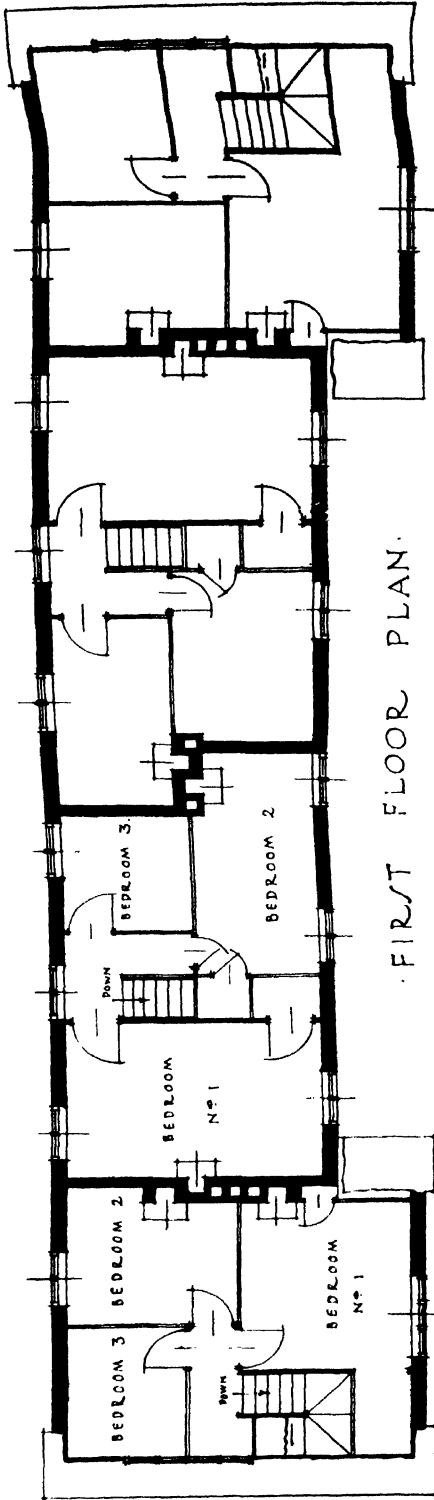 BEDROOM 3
BEDROOM 2
DOWN
BEDROOM
Nº 1
BEDROOM
Nº 1
DOWN
BEDROOM 3.
BEDROOM 2
·FIRST FLOOR PLAN·